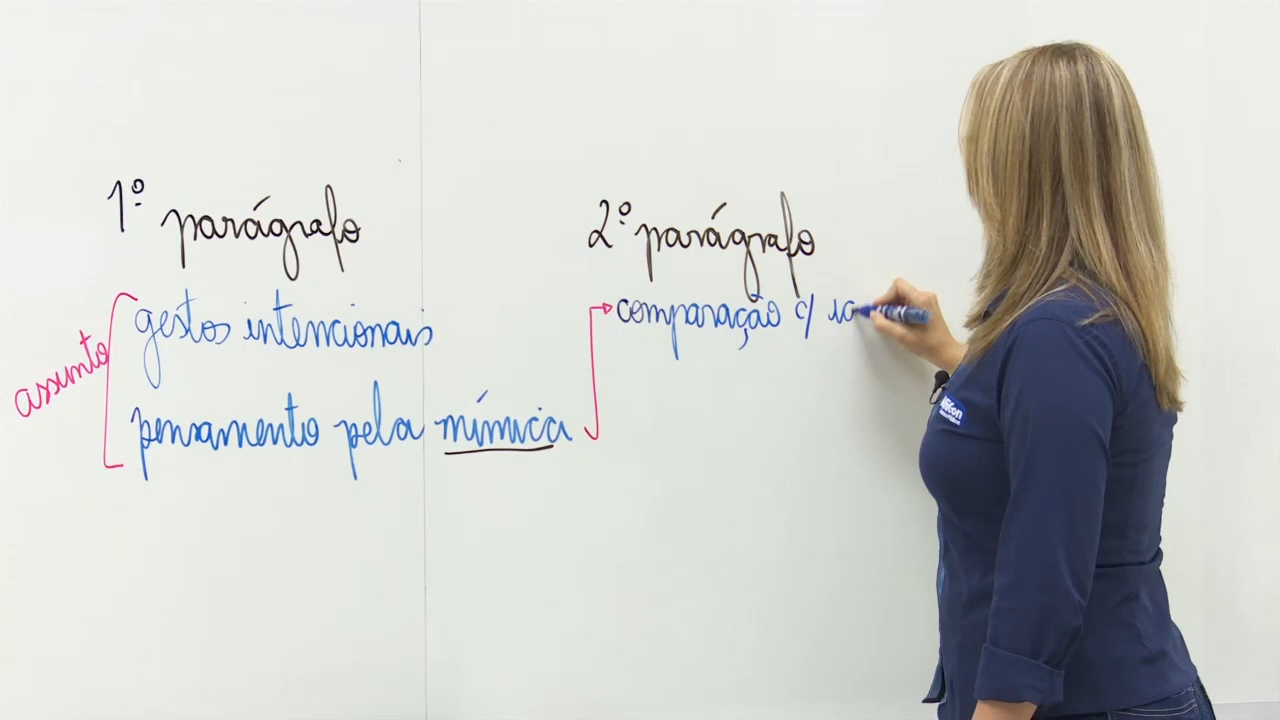 1º parágrafo
assunto
gestos intencionais
pensamento pela mímica
2º parágrafo
comparação c/